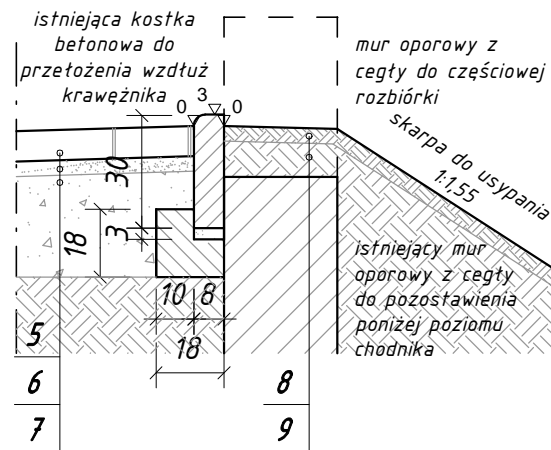 istniejąca kostka
betonowa do
przełożenia wzdłuż
krawężnika
mur oporowy z
cegły do częściowej
rozbiórki
0 3 0
skarpa do usypania
1:1,55
30
3
18
istniejący mur
oporowy z cegły
do pozostawienia
poniżej poziomu
chodnika
10 8
18
5
6
7
8
9